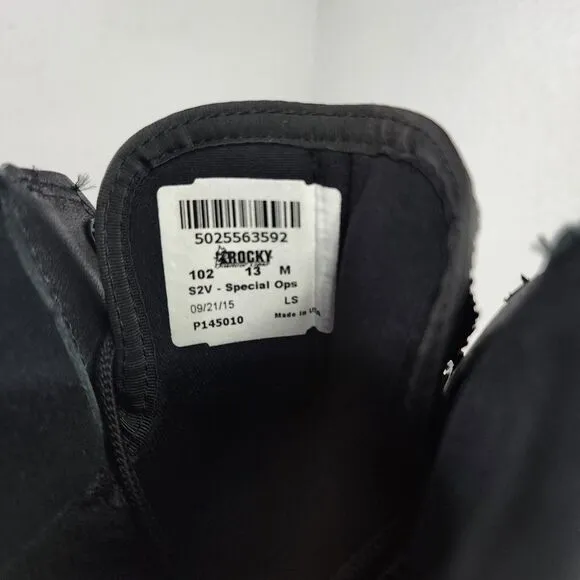 5025563592
ROCKY
102 13 M
S2V - Special Ops
09/21/15 LS
P145010 Made in